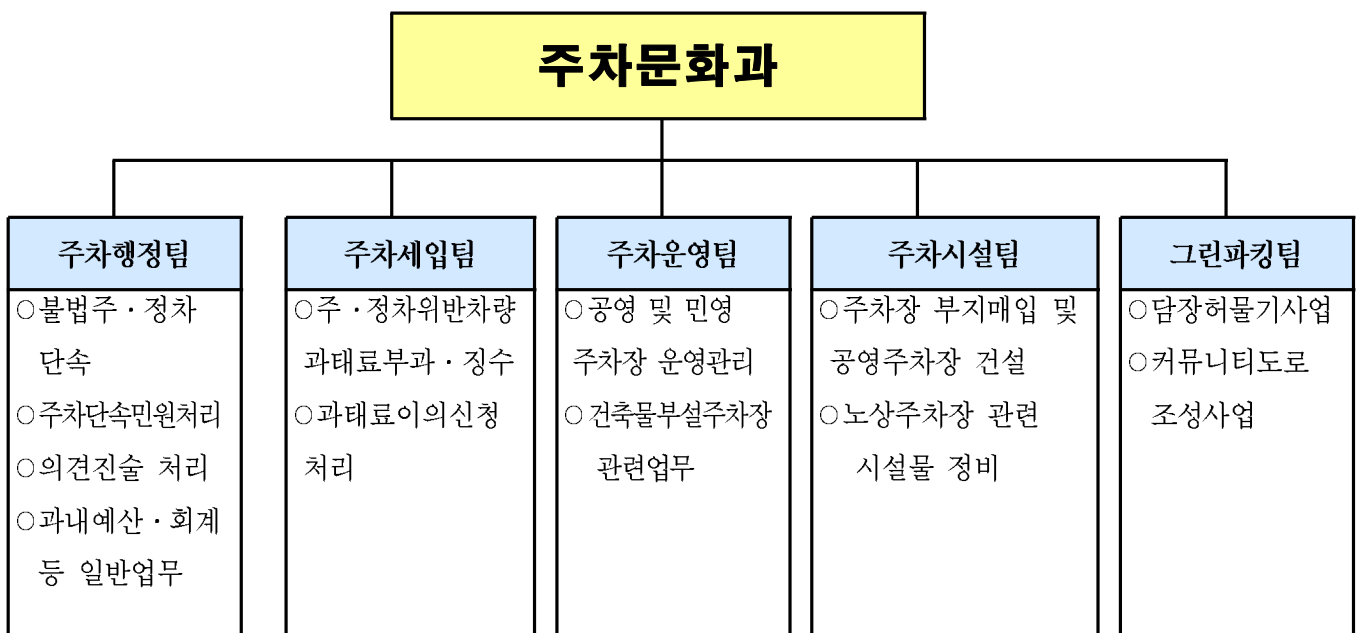 주차문화과
주차행정팀
○불법주·정차
단속
○주차단속민원처리
○의견진술 처리
○과내예산·회계
등 일반업무
주차세입팀
○주·정차위반차량
과태료부과·징수
○과태료이의신청
처리
주차운영팀
○공영 및 민영
주차장 운영관리
○건축물부설주차장
관련업무
주차시설팀
○주차장 부지매입 및
공영주차장 건설
○노상주차장 관련
시설물 정비
그린파킹팀
○담장허물기사업
○커뮤니티도로
조성사업